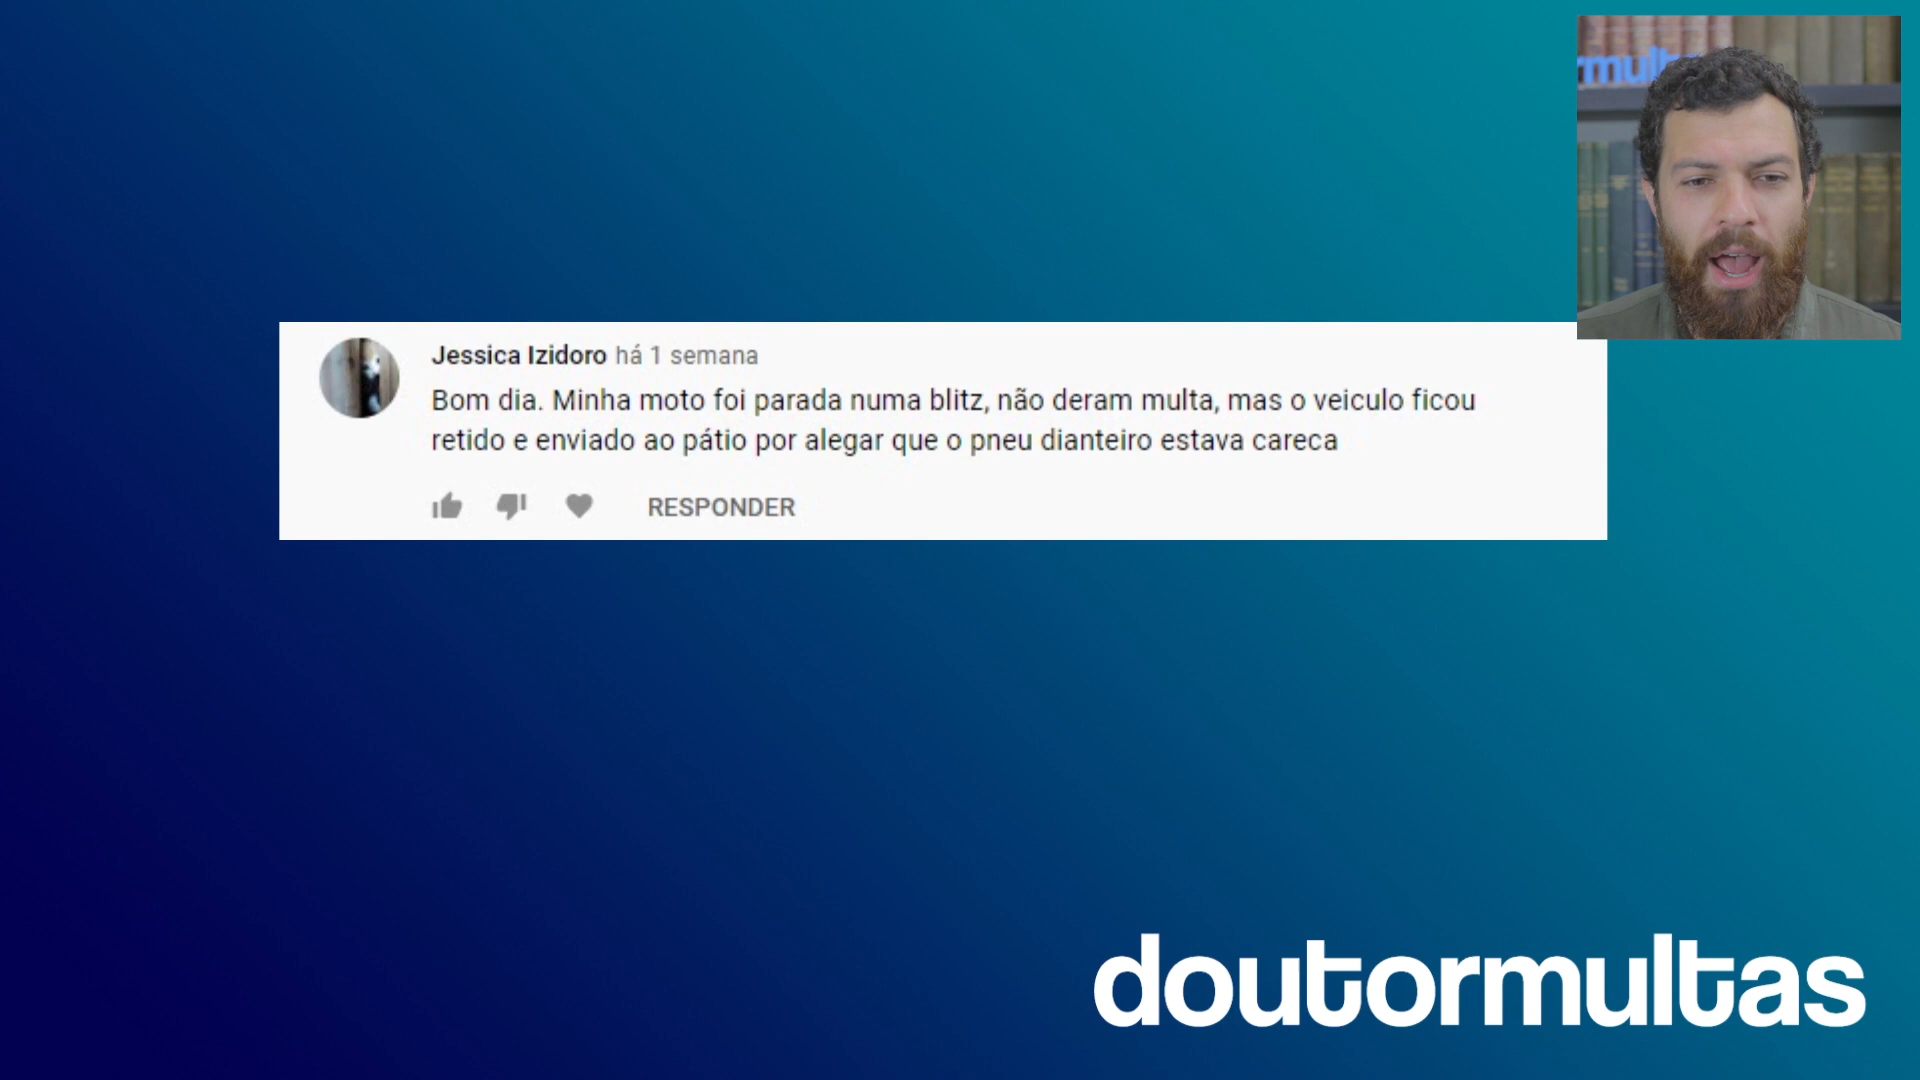 rmult
Jessica Izidoro há 1 semana
Bom dia. Minha moto foi parada numa blitz, não deram multa, mas o veiculo ficou
retido e enviado ao pátio por alegar que o pneu dianteiro estava careca
RESPONDER
doutormultas